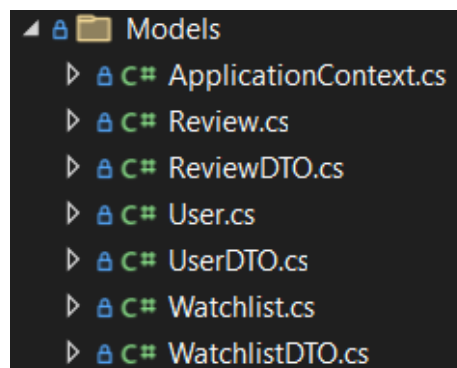 Models
C# ApplicationContext.cs
C# Review.cs
C# ReviewDTO.cs
C# User.cs
C# UserDTO.cs
C# Watchlist.cs
C# WatchlistDTO.cs